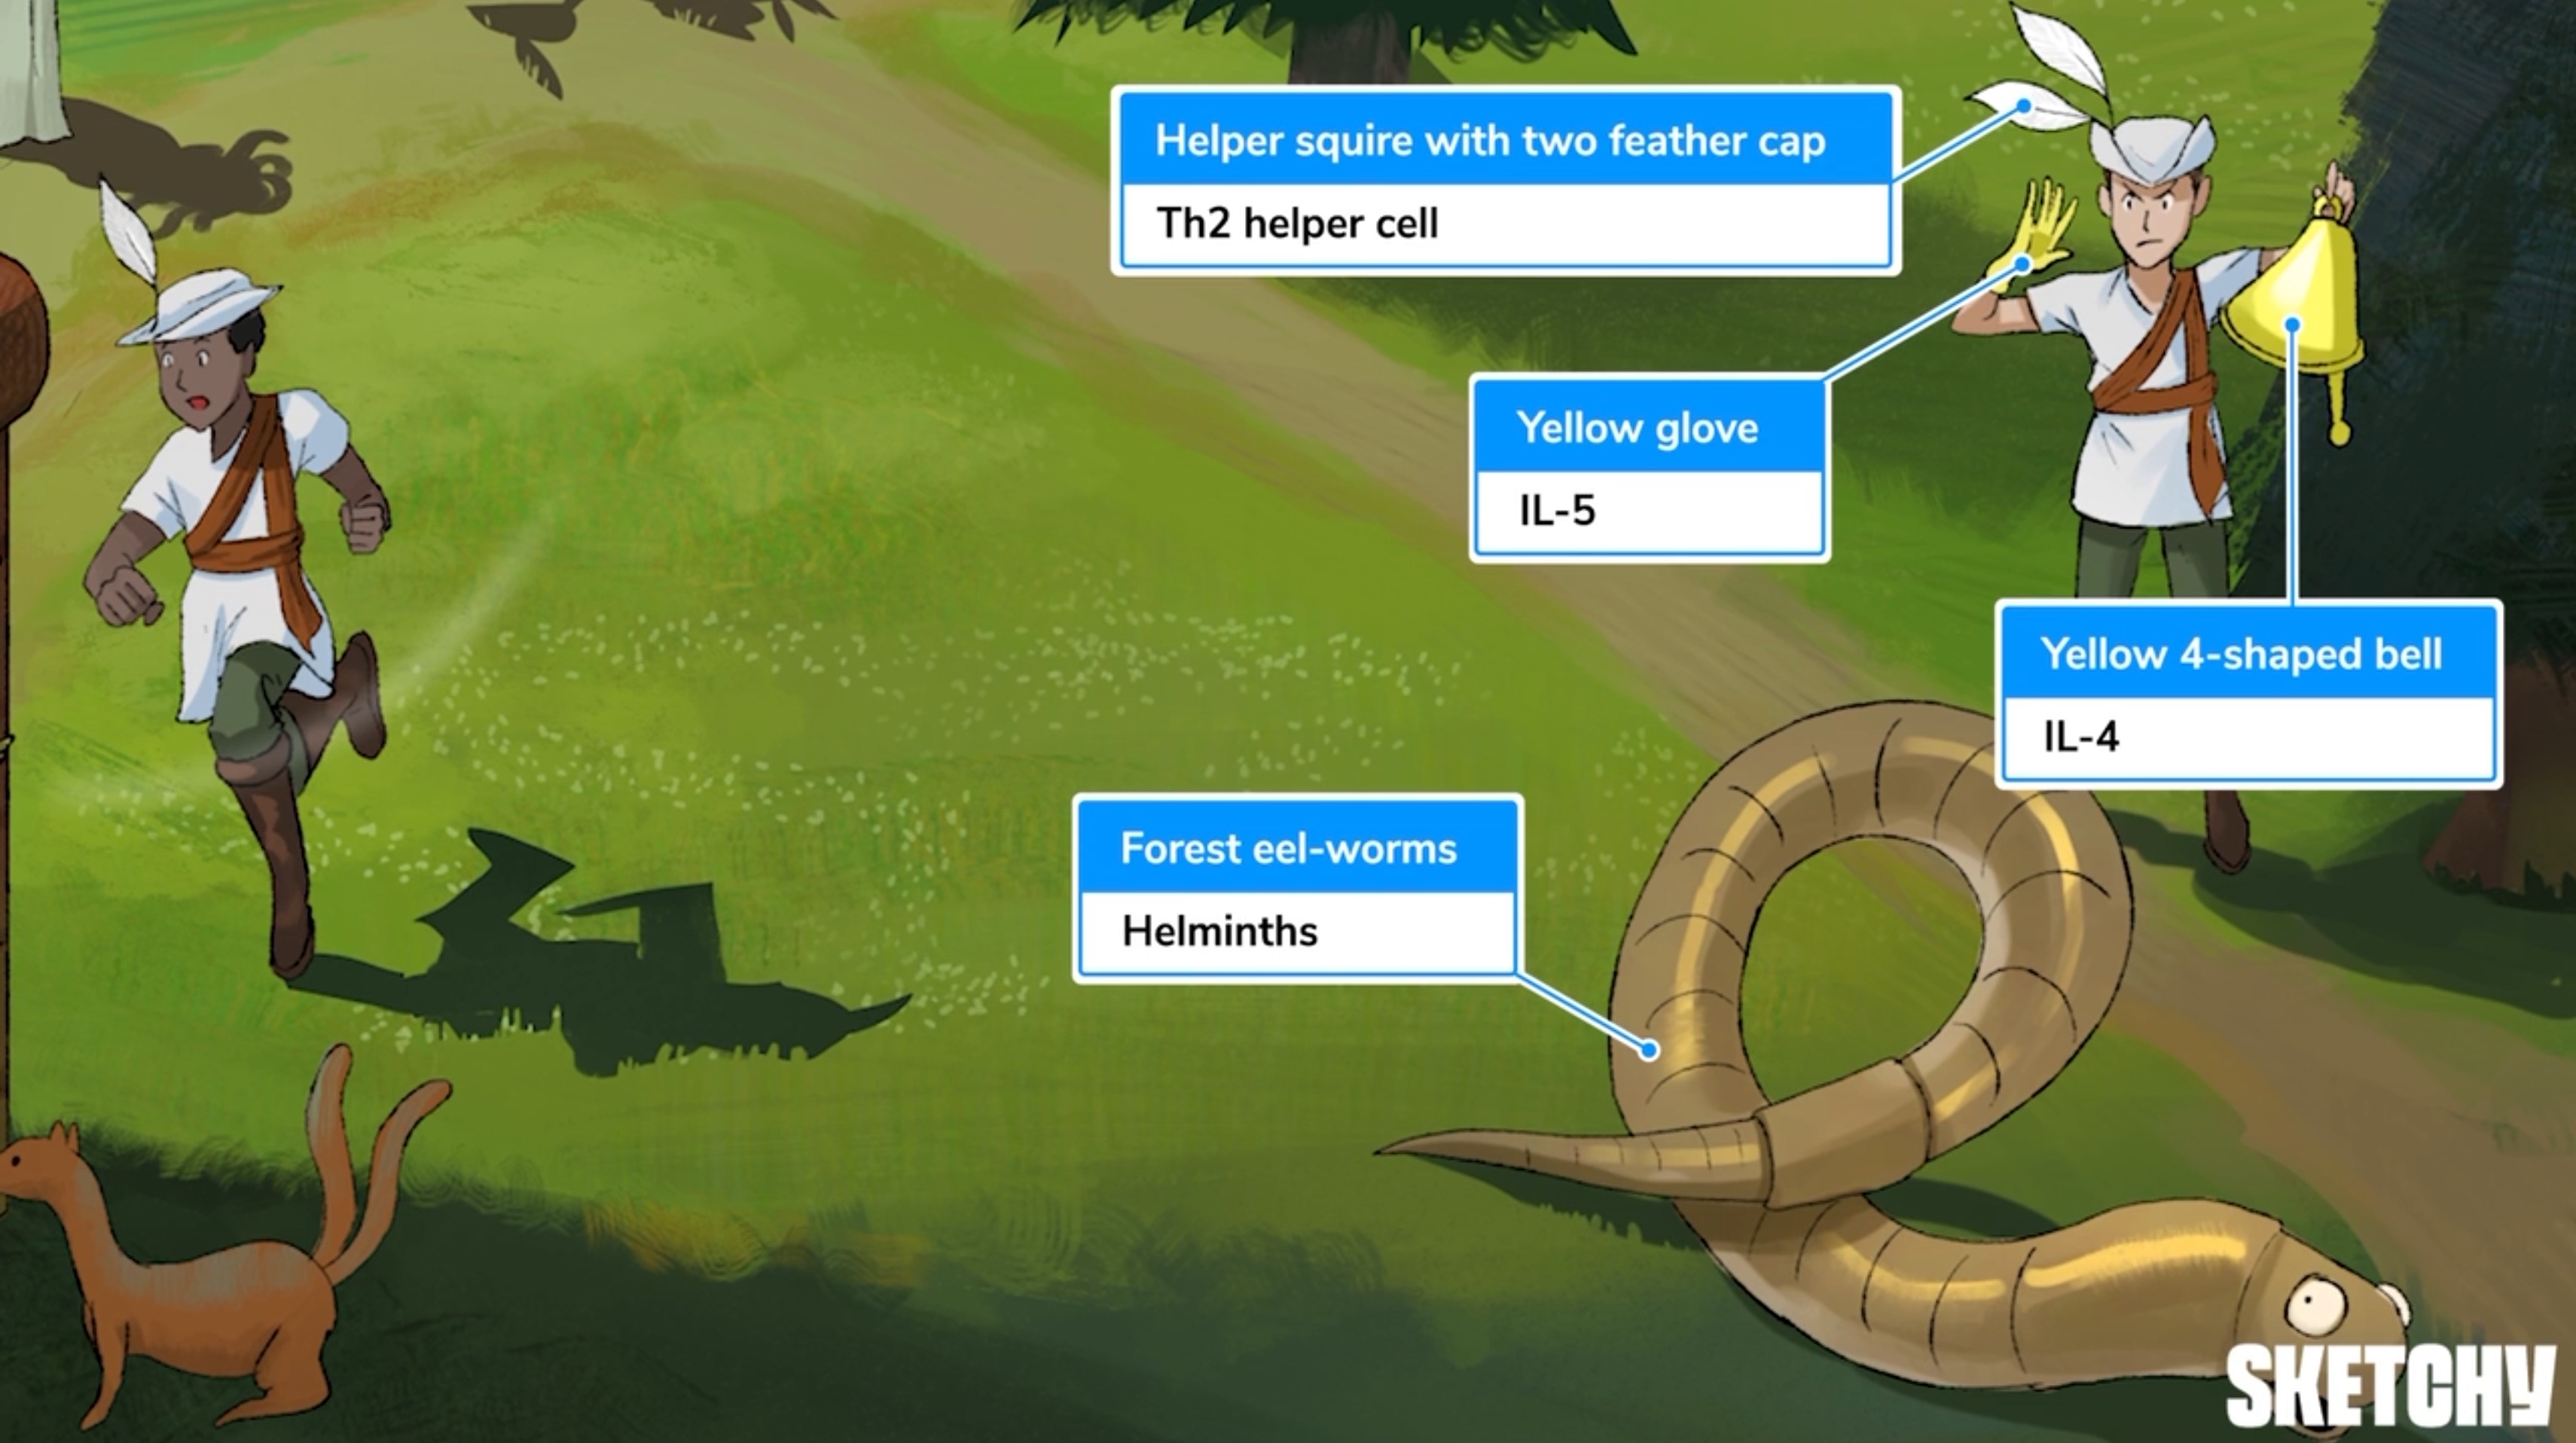 Helper squire with two feather cap
Th2 helper cell
Yellow glove
IL-5
Yellow 4-shaped bell
IL-4
Forest eel-worms
Helminths
SKETCHY